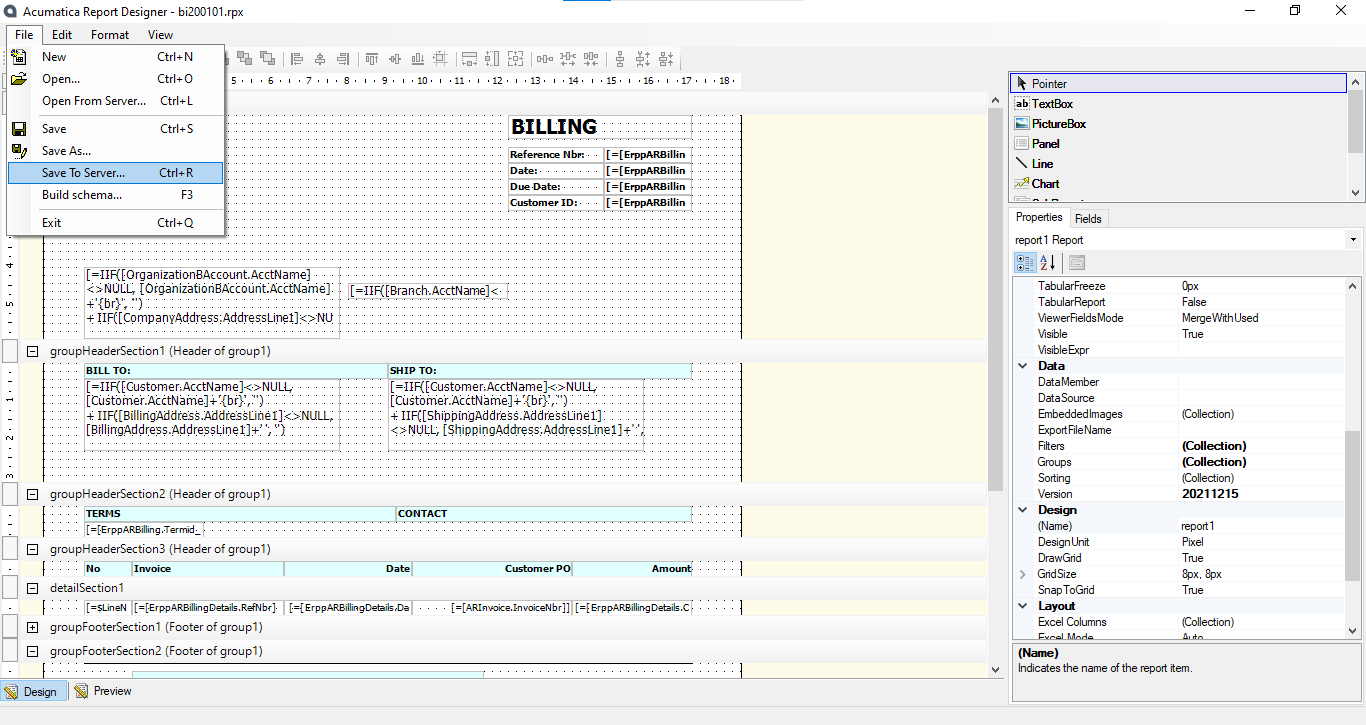 Acumatica Report Designer - bi200101.rpx
File Edit Format View
New Ctrl+N
Open... Ctrl+O
Open From Server... Ctrl+L
Save Ctrl+S
Save As...
Save To Server... Ctrl+R
Build schema... F3
Exit Ctrl+Q
5 6 7 8 9 10 11 12 13 14 15 16 17 18
BILLING
Reference Nbr: [=[ErppARBillin
Date: [=[ErppARBillin
Due Date: [=[ErppARBillin
Customer ID: [=[ErppARBillin
4
5
[=IIF([OrganizationBAccount.AcctName]
<>NULL, [OrganizationBAccount.AcctName]
+'{br}', '')
+ IIF([CompanyAddress.AddressLine1]<>NU
[=IIF([Branch.AcctName]<
groupHeaderSection1 (Header of group1)
BILL TO: SHIP TO:
[=IIF([Customer.AcctName]<>NULL,
[Customer.AcctName]+'{br}','')
+ IIF([BillingAddress.AddressLine1]<>NULL,
[BillingAddress.AddressLine1]+' ', '')
[=IIF([Customer.AcctName]<>NULL,
[Customer.AcctName]+'{br}','')
+ IIF([ShippingAddress.AddressLine1]
<>NULL, [ShippingAddress.AddressLine1]+' ',
1
2
3
groupHeaderSection2 (Header of group1)
TERMS CONTACT
[=[ErppARBilling.Termid_
groupHeaderSection3 (Header of group1)
No Invoice Date Customer PO Amount
detailSection1
[=$LineN [=[ErppARBillingDetails.RefNbr] [=[ErppARBillingDetails.Da [=[ARInvoice.InvoiceNbr]] [=[ErppARBillingDetails.C
groupFooterSection1 (Footer of group1)
groupFooterSection2 (Footer of group1)
Design Preview
Pointer
TextBox
PictureBox
Panel
Line
Chart
Properties Fields
report1 Report
TabularFreeze 0px
TabularReport False
ViewerFieldsMode MergeWithUsed
Visible True
VisibleExpr
Data
DataMember
DataSource
EmbeddedImages (Collection)
ExportFileName
Filters (Collection)
Groups (Collection)
Sorting (Collection)
Version 20211215
Design
(Name) report1
DesignUnit Pixel
DrawGrid True
GridSize 8px, 8px
SnapToGrid True
Layout
Excel Columns (Collection)
Excel Mode Auto
(Name)
Indicates the name of the report item.